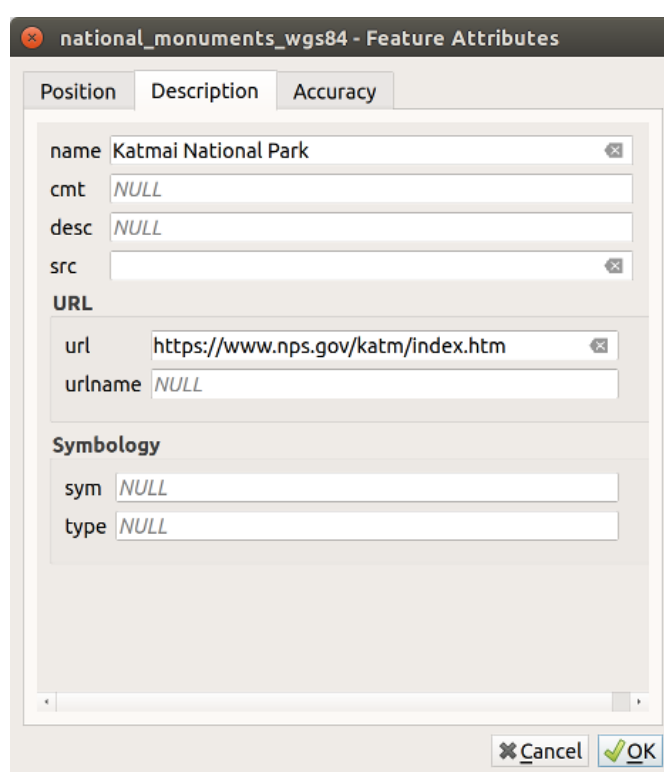 national_monuments_wgs84 - Feature Attributes
Position Description Accuracy
name Katmai National Park
cmt NULL
desc NULL
src
URL
url https://www.nps.gov/katm/index.htm
urlname NULL
Symbology
sym NULL
type NULL
Cancel OK